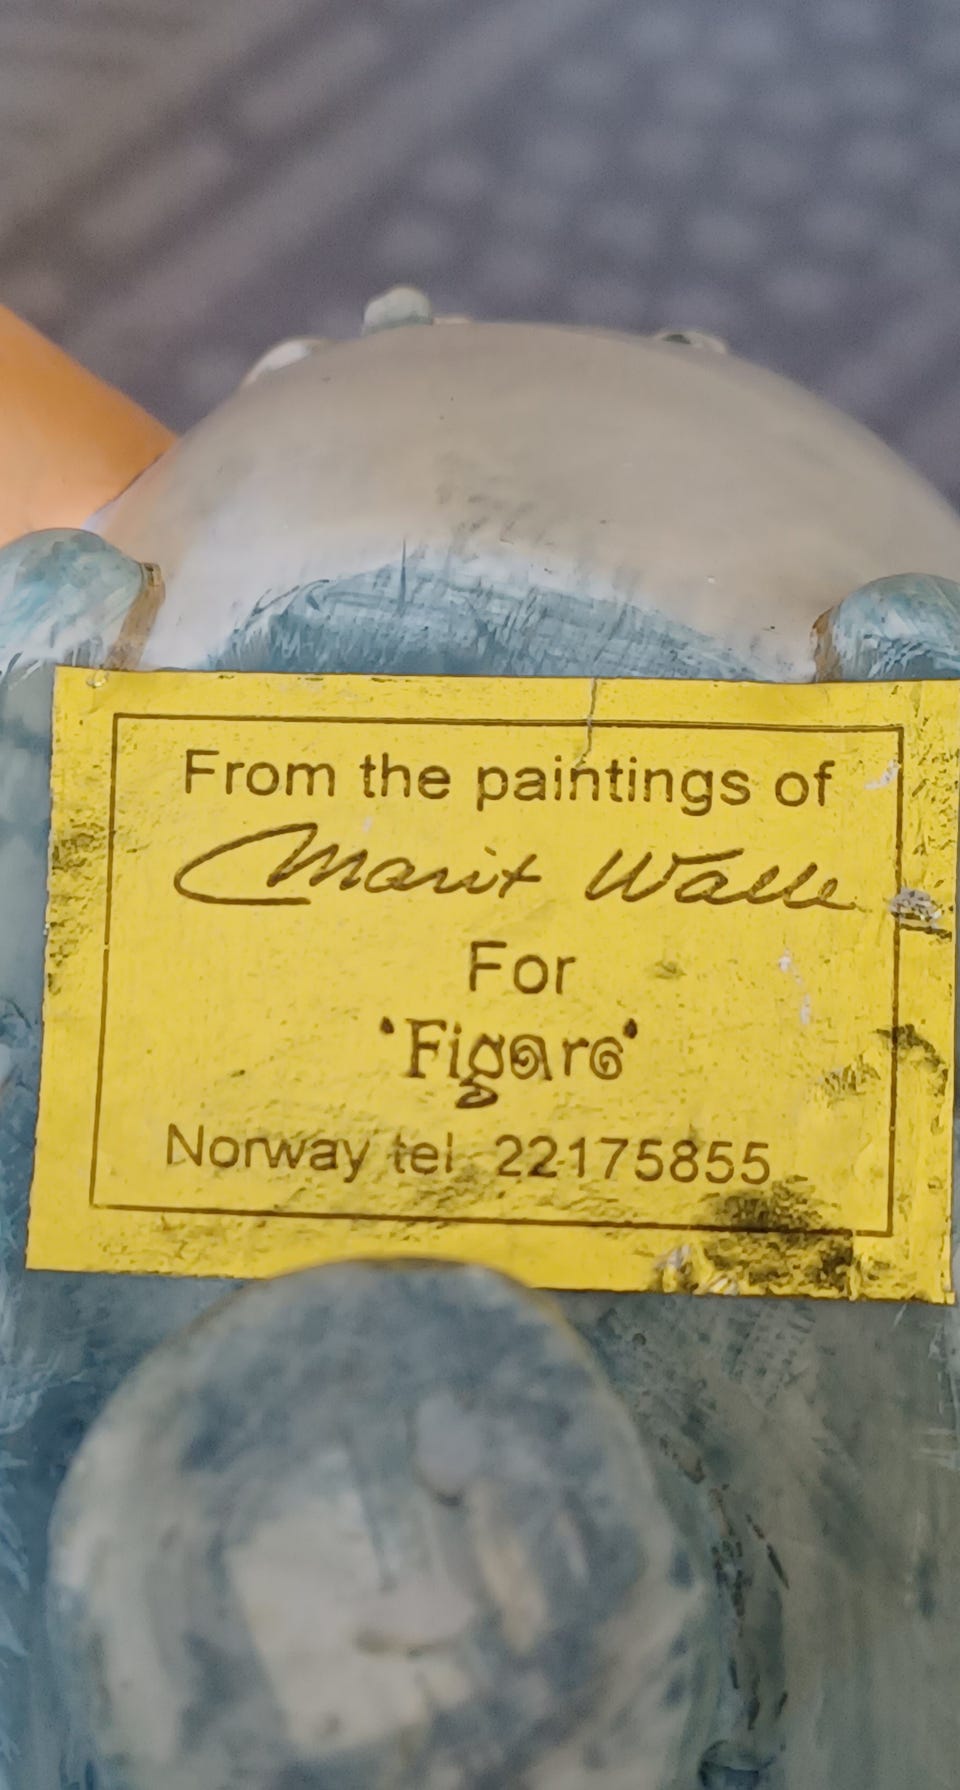 From the paintings of
Marit Walle
For
'Figaro'
Norway tel 22175855